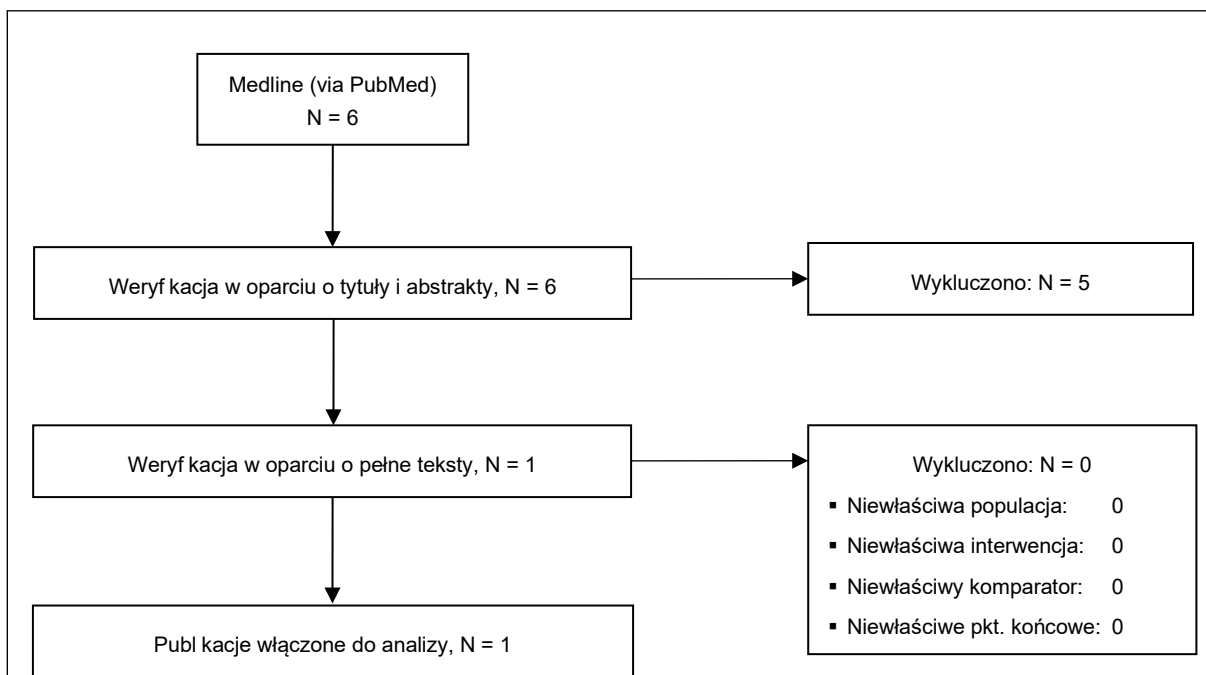 Medline (via PubMed)
N = 6
Weryf kacja w oparciu o tytuły i abstrakty, N = 6
Wykluczono: N = 5
Weryf kacja w oparciu o pełne teksty, N = 1
Wykluczono: N = 0
▪ Niewłaściwa populacja: 0
▪ Niewłaściwa interwencja: 0
▪ Niewłaściwy komparator: 0
▪ Niewłaściwe pkt. końcowe: 0
Publ kacje włączone do analizy, N = 1